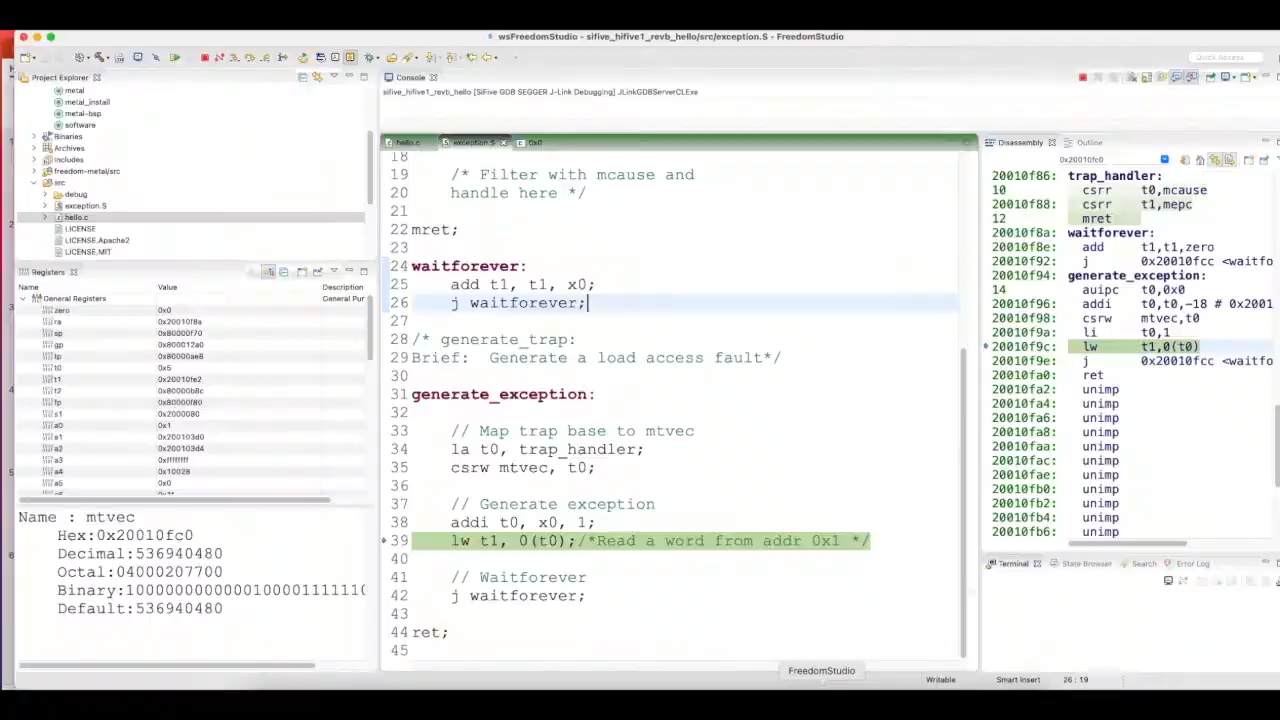 wsFreedomStudio - sifive_hifive1_revb_hello/src/exception.S - FreedomStudio
Quick Access
Project Explorer
metal
metal_install
metal-bsp
software
Binaries
Archives
Includes
freedom-metal/src
src
debug
exception.S
hello.c
LICENSE
LICENSE.Apache2
LICENSE.MIT
Registers
Name Value Description
General Registers General Pur
zero 0x0
ra 0x20010f8a
sp 0x80000f70
gp 0x800012a0
tp 0x80000ae8
t0 0x5
t1 0x20010fe2
t2 0x80000b8c
fp 0x80000f80
s1 0x2000080
a0 0x1
a1 0x200103d0
a2 0x200103d4
a3 0xffffffff
a4 0x10028
a5 0x0
Name : mtvec
Hex:0x20010fc0
Decimal:536940480
Octal:04000207700
Binary:100000000000010000111111
Default:536940480
Console
sifive_hifive1_revb_hello [SiFive GDB SEGGER J-Link Debugging] JLinkGDBServerCLExe
hello.c exception.S 0x0
18
19 /* Filter with mcause and
20 handle here */
21
22 mret;
23
24 waitforever:
25 add t1, t1, x0;
26 j waitforever;
27
28 /* generate_trap:
29 Brief: Generate a load access fault*/
30
31 generate_exception:
32
33 // Map trap base to mtvec
34 la t0, trap_handler;
35 csrw mtvec, t0;
36
37 // Generate exception
38 addi t0, x0, 1;
39 lw t1, 0(t0);/*Read a word from addr 0x1 */
40
41 // Waitforever
42 j waitforever;
43
44 ret;
45
Disassembly Outline
0x20010fc0
20010f86: trap_handler:
10 csrr t0,mcause
20010f88: csrr t1,mepc
12 mret
20010f8a: waitforever:
20010f8e: add t1,t1,zero
20010f92: j 0x20010fcc <waitfo
20010f94: generate_exception:
14 auipc t0,0x0
20010f96: addi t0,t0,-18 # 0x2001
20010f98: csrw mtvec,t0
20010f9a: li t0,1
20010f9c: lw t1,0(t0)
20010f9e: j 0x20010fcc <waitfo
20010fa0: ret
20010fa2: unimp
20010fa4: unimp
20010fa6: unimp
20010fa8: unimp
20010faa: unimp
20010fac: unimp
20010fae: unimp
20010fb0: unimp
20010fb2: unimp
20010fb4: unimp
20010fb6: unimp
Terminal State Browser Search Error Log
FreedomStudio
Writable Smart Insert 26 : 19